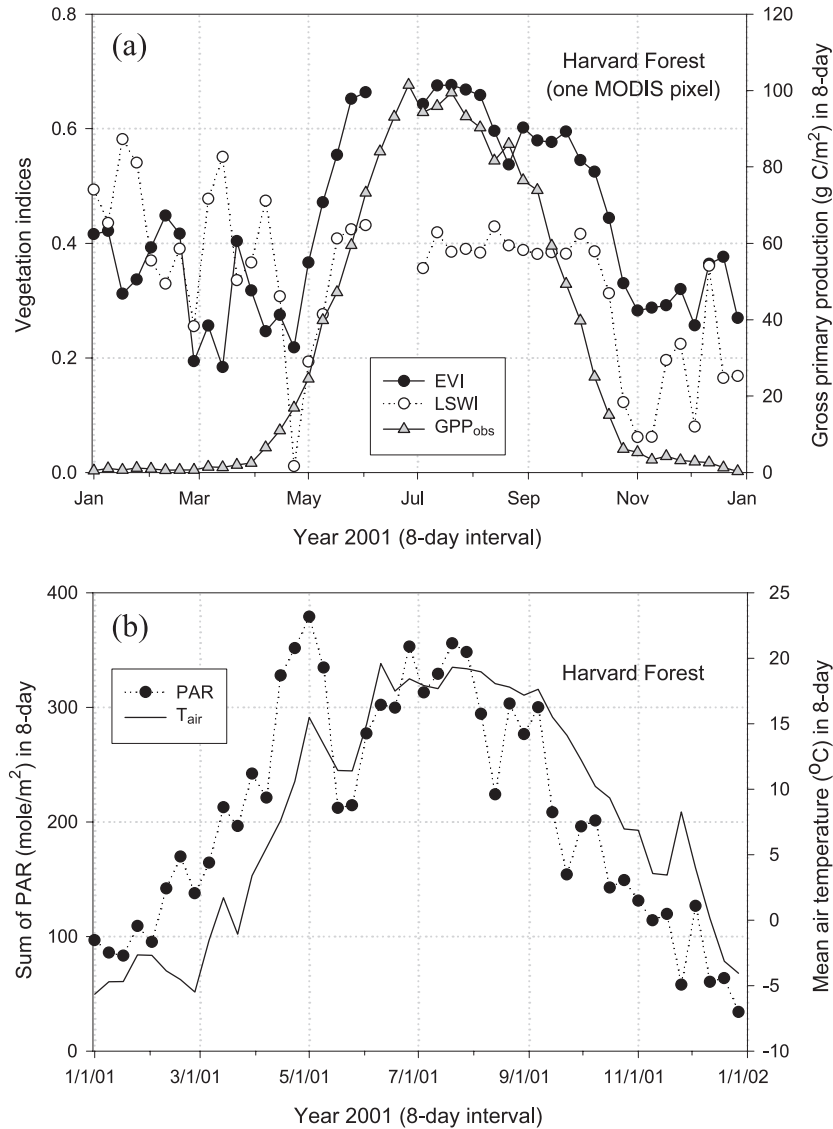 (a)
Harvard Forest
(one MODIS pixel)
Vegetation indices
0.8
0.6
0.4
0.2
0.0
Gross primary production (g C/m²) in 8-day
120
100
80
60
40
20
0
EVI
LSWI
GPPobs
Jan
Mar
May
Jul
Sep
Nov
Jan
Year 2001 (8-day interval)
(b)
Harvard Forest
PAR
Tair
Sum of PAR (mole/m²) in 8-day
400
300
200
100
0
Mean air temperature (°C) in 8-day
25
20
15
10
5
0
-5
-10
1/1/01
3/1/01
5/1/01
7/1/01
9/1/01
11/1/01
1/1/02
Year 2001 (8-day interval)